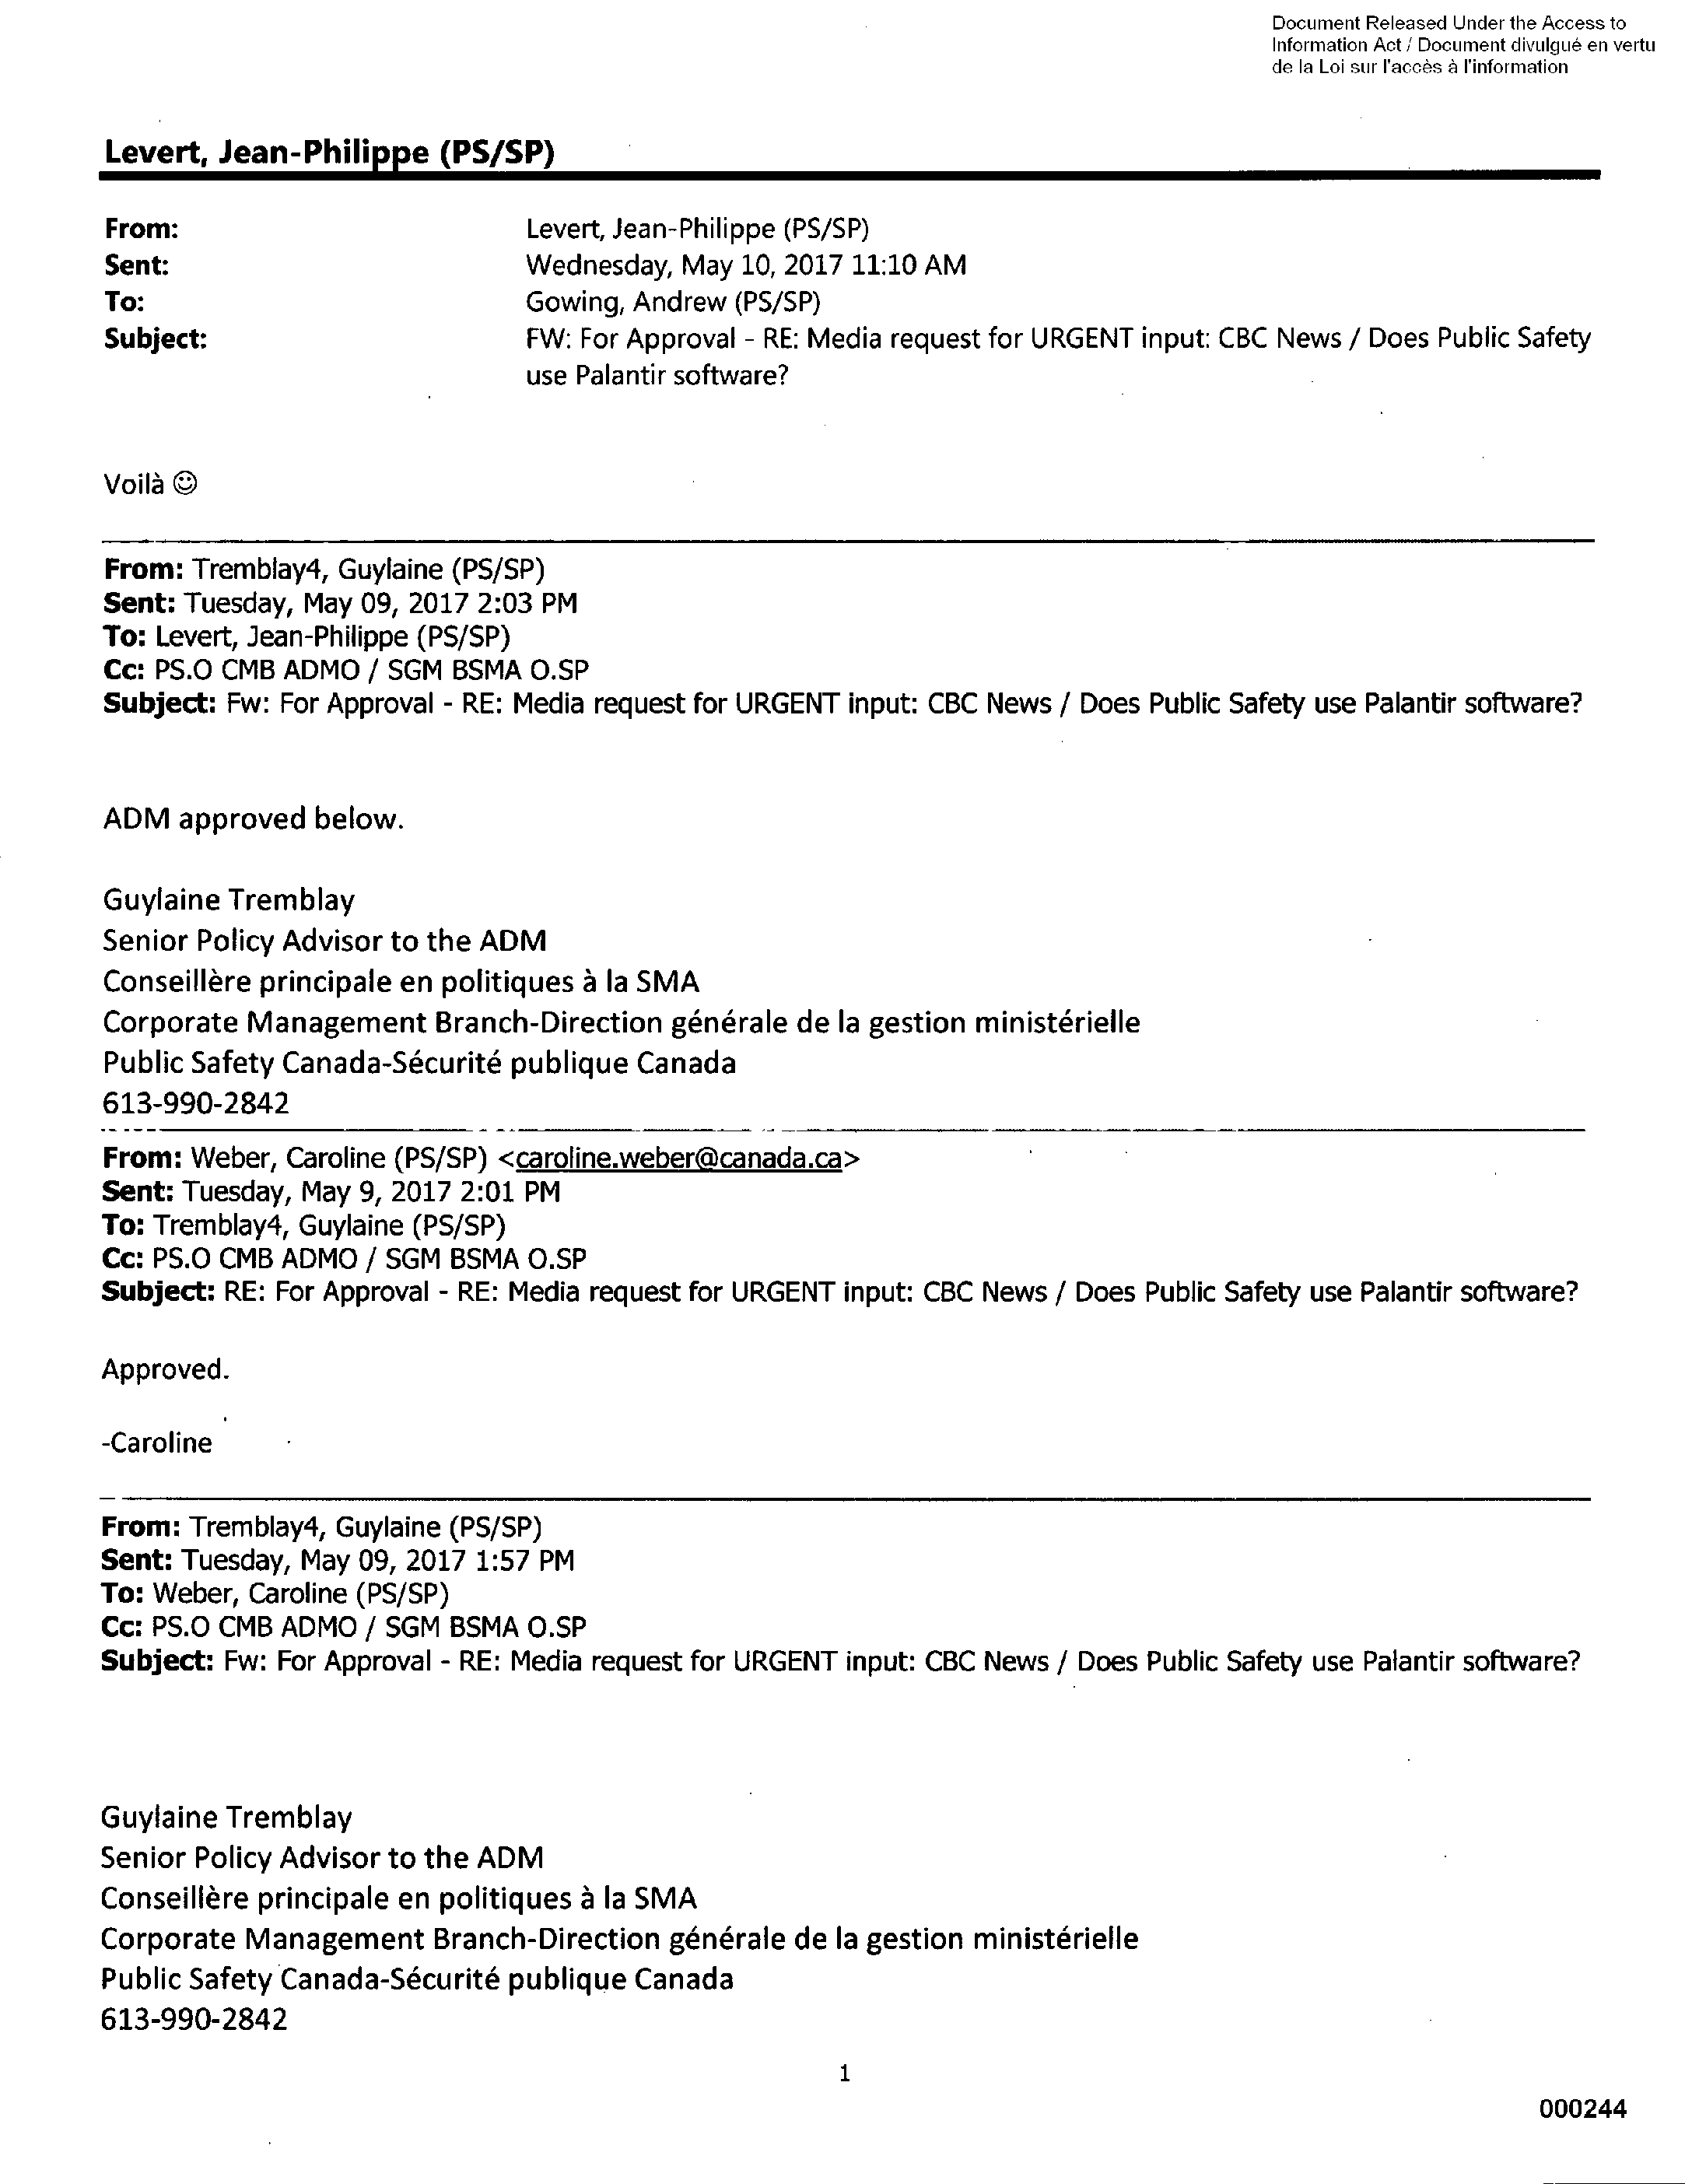 Document Released Under the Access to
Information Act / Document divulgué en vertu
de la Loi sur l'accès à l'information
Levert, Jean-Philippe (PS/SP)
From: Levert, Jean-Philippe (PS/SP)
Sent: Wednesday, May 10, 2017 11:10 AM
To: Gowing, Andrew (PS/SP)
Subject: FW: For Approval - RE: Media request for URGENT input: CBC News / Does Public Safety
use Palantir software?
Voilà ☺
From: Tremblay4, Guylaine (PS/SP)
Sent: Tuesday, May 09, 2017 2:03 PM
To: Levert, Jean-Philippe (PS/SP)
Cc: PS.O CMB ADMO / SGM BSMA O.SP
Subject: Fw: For Approval - RE: Media request for URGENT input: CBC News / Does Public Safety use Palantir software?
ADM approved below.
Guylaine Tremblay
Senior Policy Advisor to the ADM
Conseillère principale en politiques à la SMA
Corporate Management Branch-Direction générale de la gestion ministérielle
Public Safety Canada-Sécurité publique Canada
613-990-2842
From: Weber, Caroline (PS/SP) <caroline.weber@canada.ca>
Sent: Tuesday, May 9, 2017 2:01 PM
To: Tremblay4, Guylaine (PS/SP)
Cc: PS.O CMB ADMO / SGM BSMA O.SP
Subject: RE: For Approval - RE: Media request for URGENT input: CBC News / Does Public Safety use Palantir software?
Approved.
-Caroline
From: Tremblay4, Guylaine (PS/SP)
Sent: Tuesday, May 09, 2017 1:57 PM
To: Weber, Caroline (PS/SP)
Cc: PS.O CMB ADMO / SGM BSMA O.SP
Subject: Fw: For Approval - RE: Media request for URGENT input: CBC News / Does Public Safety use Palantir software?
Guylaine Tremblay
Senior Policy Advisor to the ADM
Conseillère principale en politiques à la SMA
Corporate Management Branch-Direction générale de la gestion ministérielle
Public Safety Canada-Sécurité publique Canada
613-990-2842
1
000244